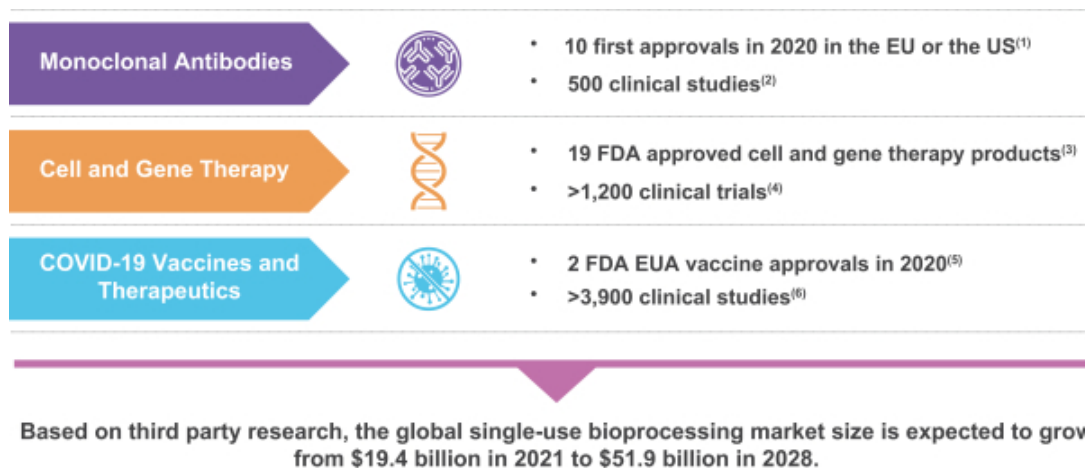 Monoclonal Antibodies
• 10 first approvals in 2020 in the EU or the US(1)
• 500 clinical studies(2)
Cell and Gene Therapy
• 19 FDA approved cell and gene therapy products(3)
• >1,200 clinical trials(4)
COVID-19 Vaccines and
Therapeutics
• 2 FDA EUA vaccine approvals in 2020(5)
• >3,900 clinical studies(6)
Based on third party research, the global single-use bioprocessing market size is expected to grow
from $19.4 billion in 2021 to $51.9 billion in 2028.